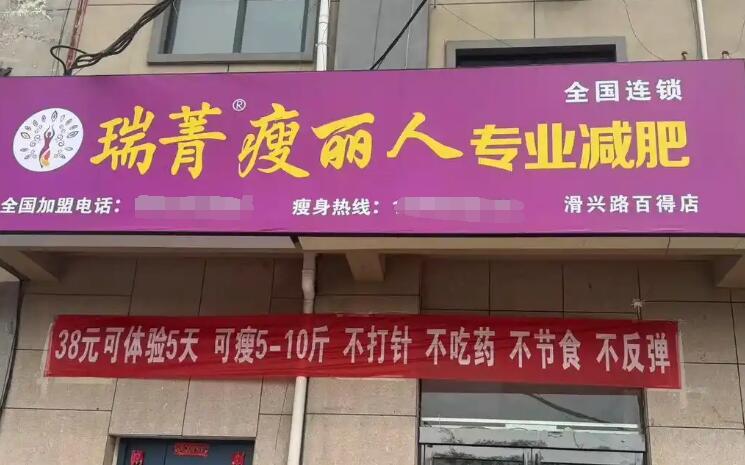 全国连锁
瑞菁®瘦丽人专业减肥
全国加盟电话: 瘦身热线: 1 滑兴路百得店
38元可体验5天 可瘦5-10斤 不打针 不吃药 不节食 不反弹